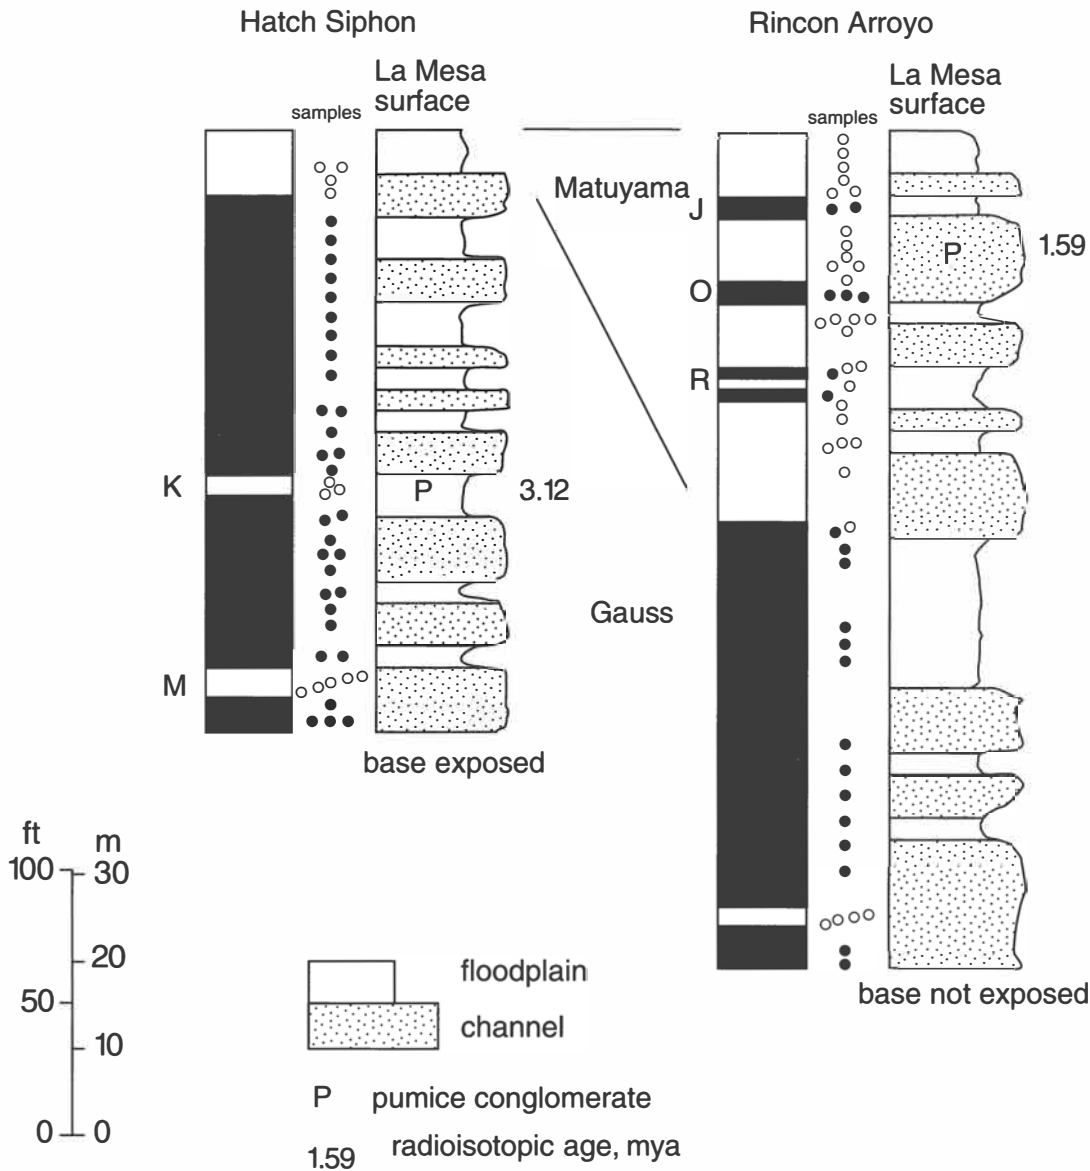 Hatch Siphon
Rincon Arroyo
La Mesa
surface
samples
La Mesa
surface
samples
Matuyama
J
P
1.59
O
R
K
P
3.12
Gauss
M
base exposed
base not exposed
ft
m
100
30
20
50
10
0
0
floodplain
channel
P pumice conglomerate
1.59 radioisotopic age, mya